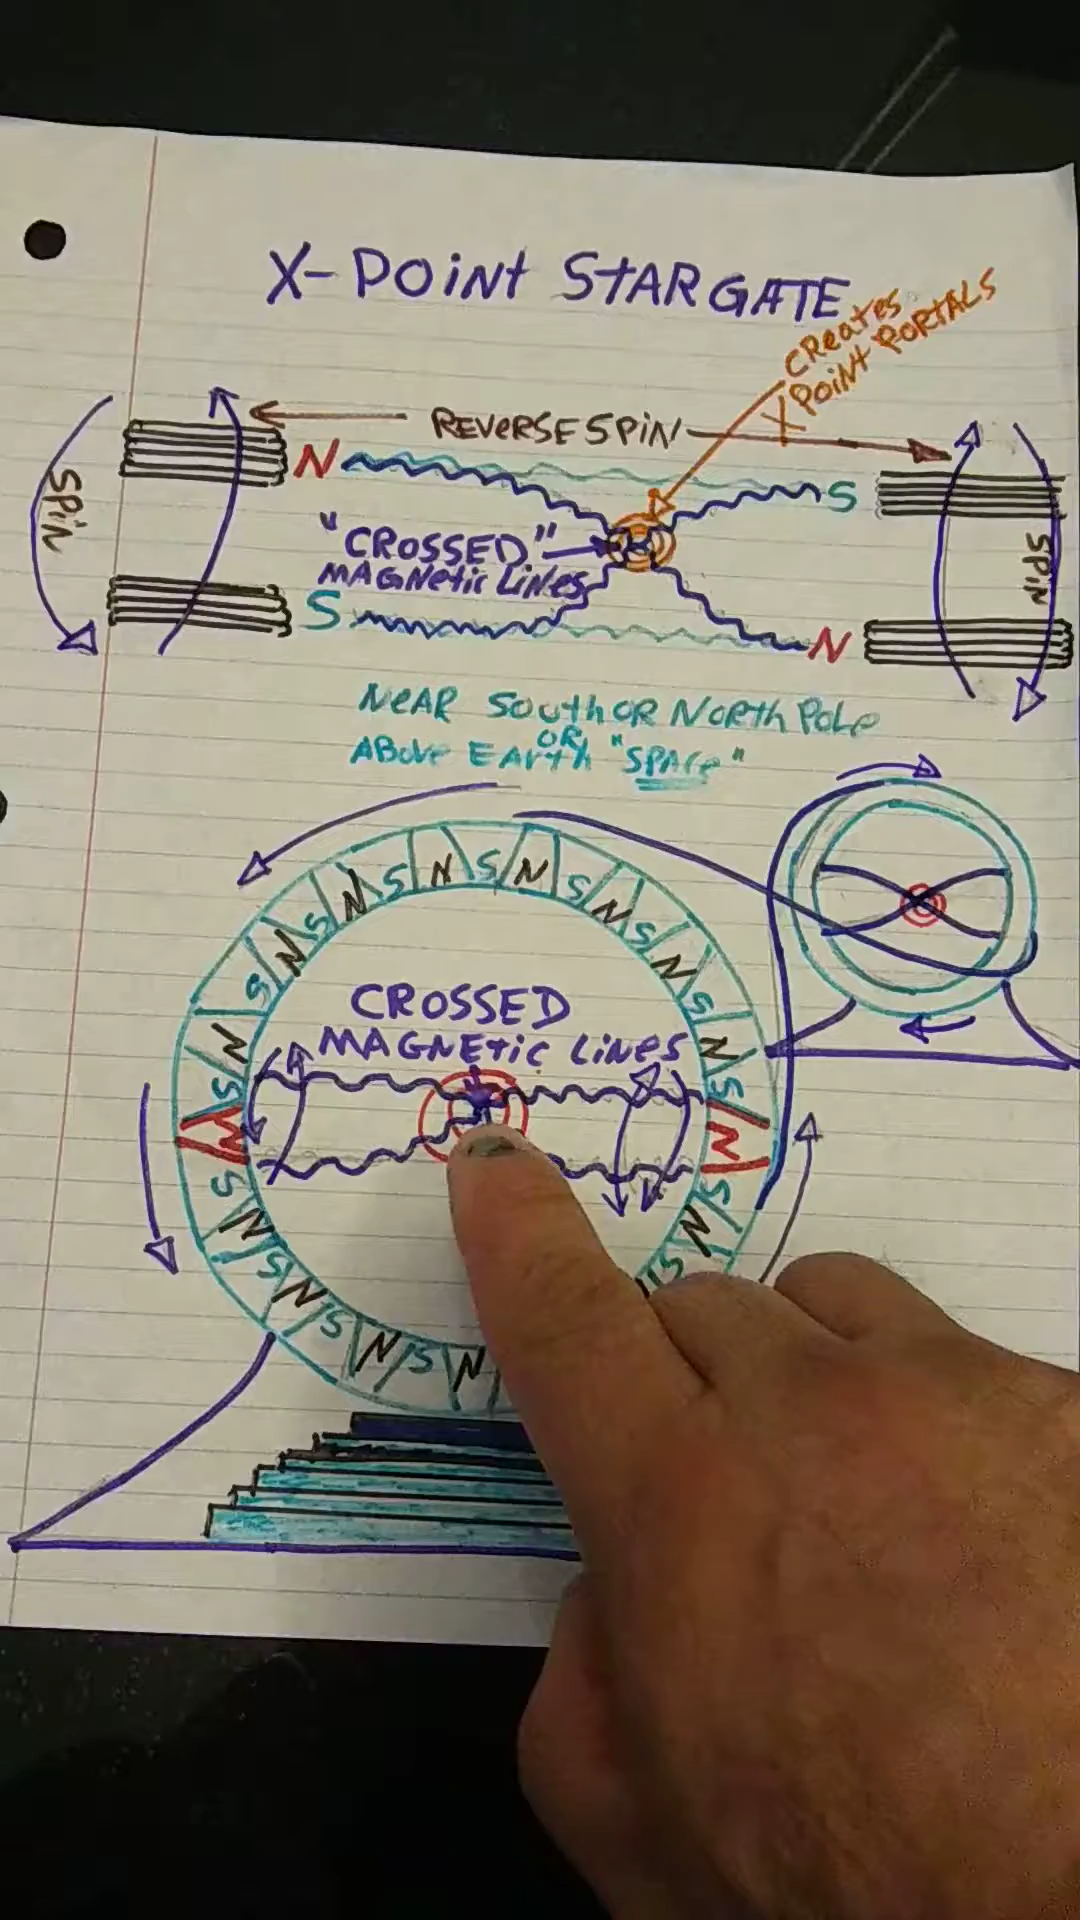 X-POINT STARGATE
CREATES
X POINT PORTALS
REVERSE SPIN
N
S
SPIN
SPIN
"CROSSED"
MAGNETIC LINES
S
N
NEAR SOUTH OR NORTH POLE
OR
ABOVE EARTH "SPACE"
N S N S N S N S N S N S
S N S N S N S N
CROSSED
MAGNETIC LINES
S N S N S N S N
S N S